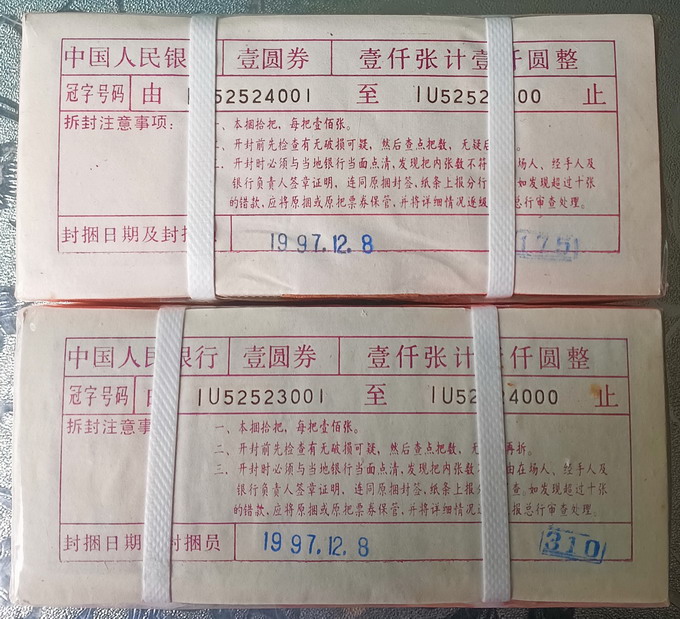 中国人民银 壹圆券 壹仟张计壹仟圆整
冠字号码 由 52524001 至 1U5252 00 止
拆封注意事项: 一、本捆拾把,每把壹佰张。
开封前先检查有无破损可疑,然后查点把数,无疑后
开封时必须与当地银行当面点清,发现把内张数不符 场人、经手人及
银行负责人签章证明,连同原捆封签、纸条上报分行 如发现超过十张
的错款,应将原捆或原把票券保管,并将详细情况逐级 总行审查处理。
封捆日期及封捆 1997.12.8 175
中国人民银行 壹圆券 壹仟张计壹仟圆整
冠字号码 1U52523001 至 1U52524000 止
拆封注意事 一、本捆拾把,每把壹佰张。
二、开封前先检查有无破损可疑,然后查点把数,无 再拆。
三、开封时必须与当地银行当面点清,发现把内张数 由在场人、经手人及
银行负责人签章证明,连同原捆封签、纸条上报分 查。如发现超过十张
的错款,应将原捆或原把票券保管,并将详细情况 报总行审查处理。
封捆日期 封捆员 1997.12.8 310